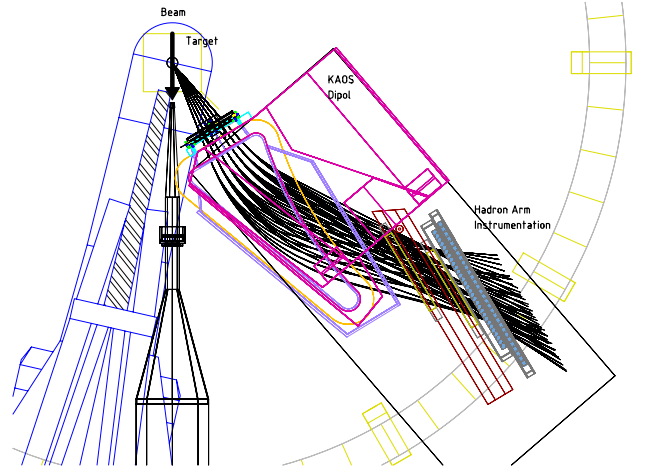 Beam
Target
KAOS
Dipol
Hadron Arm
Instrumentation